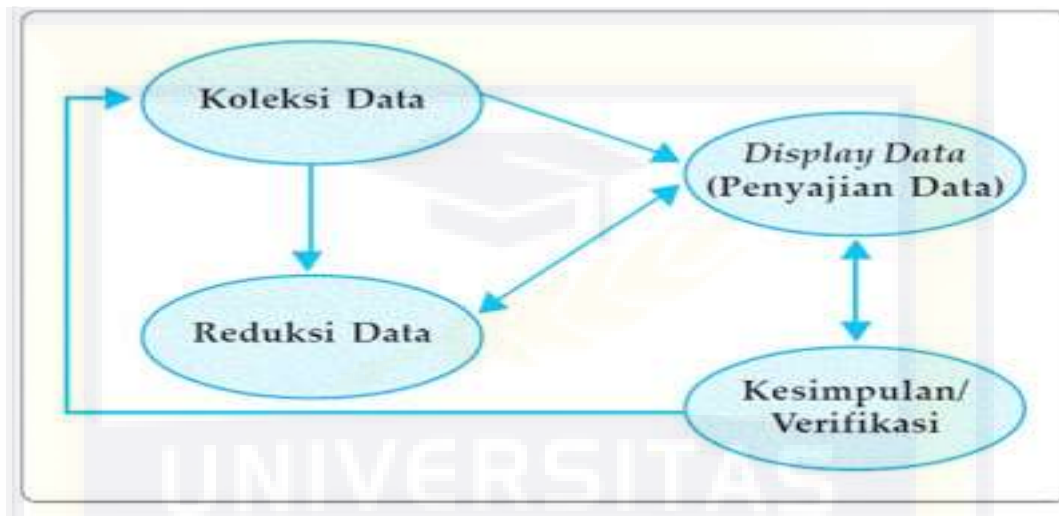 Koleksi Data
Display Data
(Penyajian Data)
Reduksi Data
Kesimpulan/
Verifikasi
UNIVERSITAS